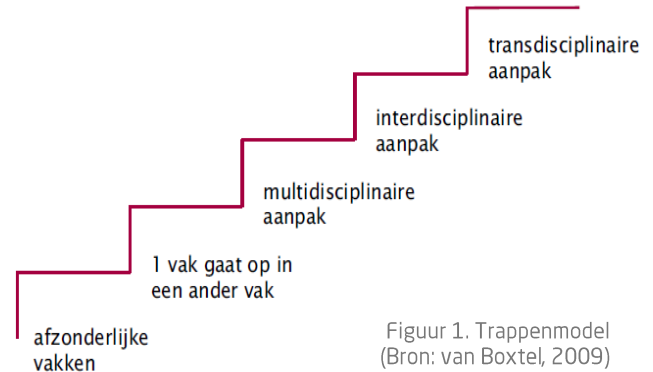 transdisciplinaire
aanpak
interdisciplinaire
aanpak
multidisciplinaire
aanpak
1 vak gaat op in
een ander vak
afzonderlijke
vakken
Figuur 1. Trappenmodel
(Bron: van Boxtel, 2009)